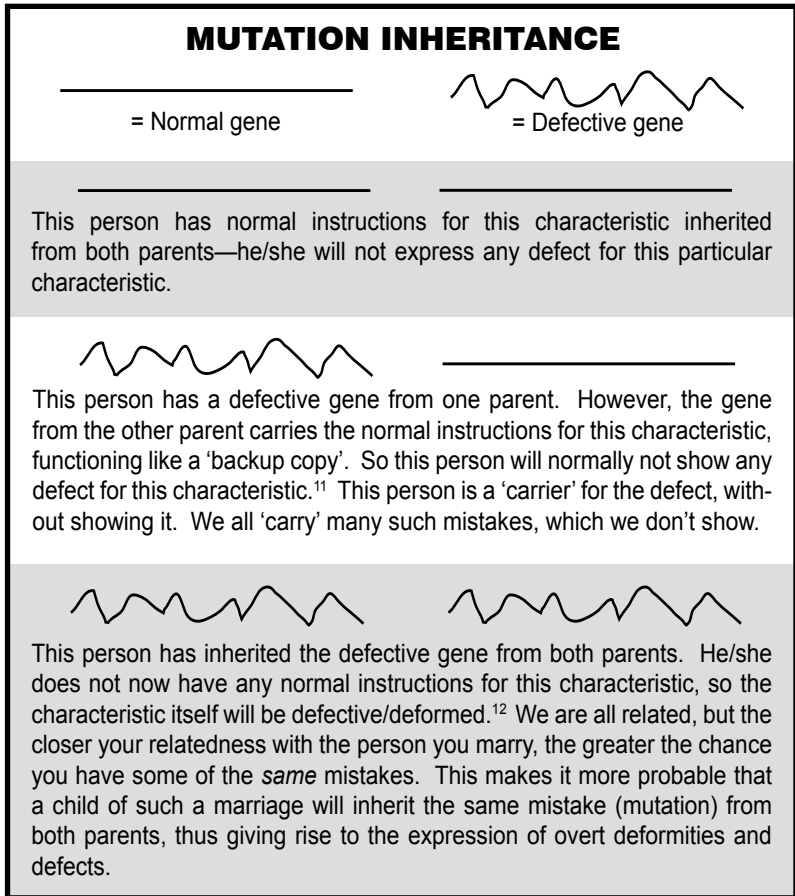 MUTATION INHERITANCE
= Normal gene
= Defective gene
This person has normal instructions for this characteristic inherited
from both parents—he/she will not express any defect for this particular
characteristic.
This person has a defective gene from one parent. However, the gene
from the other parent carries the normal instructions for this characteristic,
functioning like a ‘backup copy’. So this person will normally not show any
defect for this characteristic.¹¹ This person is a ‘carrier’ for the defect, with-
out showing it. We all ‘carry’ many such mistakes, which we don’t show.
This person has inherited the defective gene from both parents. He/she
does not now have any normal instructions for this characteristic, so the
characteristic itself will be defective/deformed.¹² We are all related, but the
closer your relatedness with the person you marry, the greater the chance
you have some of the same mistakes. This makes it more probable that
a child of such a marriage will inherit the same mistake (mutation) from
both parents, thus giving rise to the expression of overt deformities and
defects.